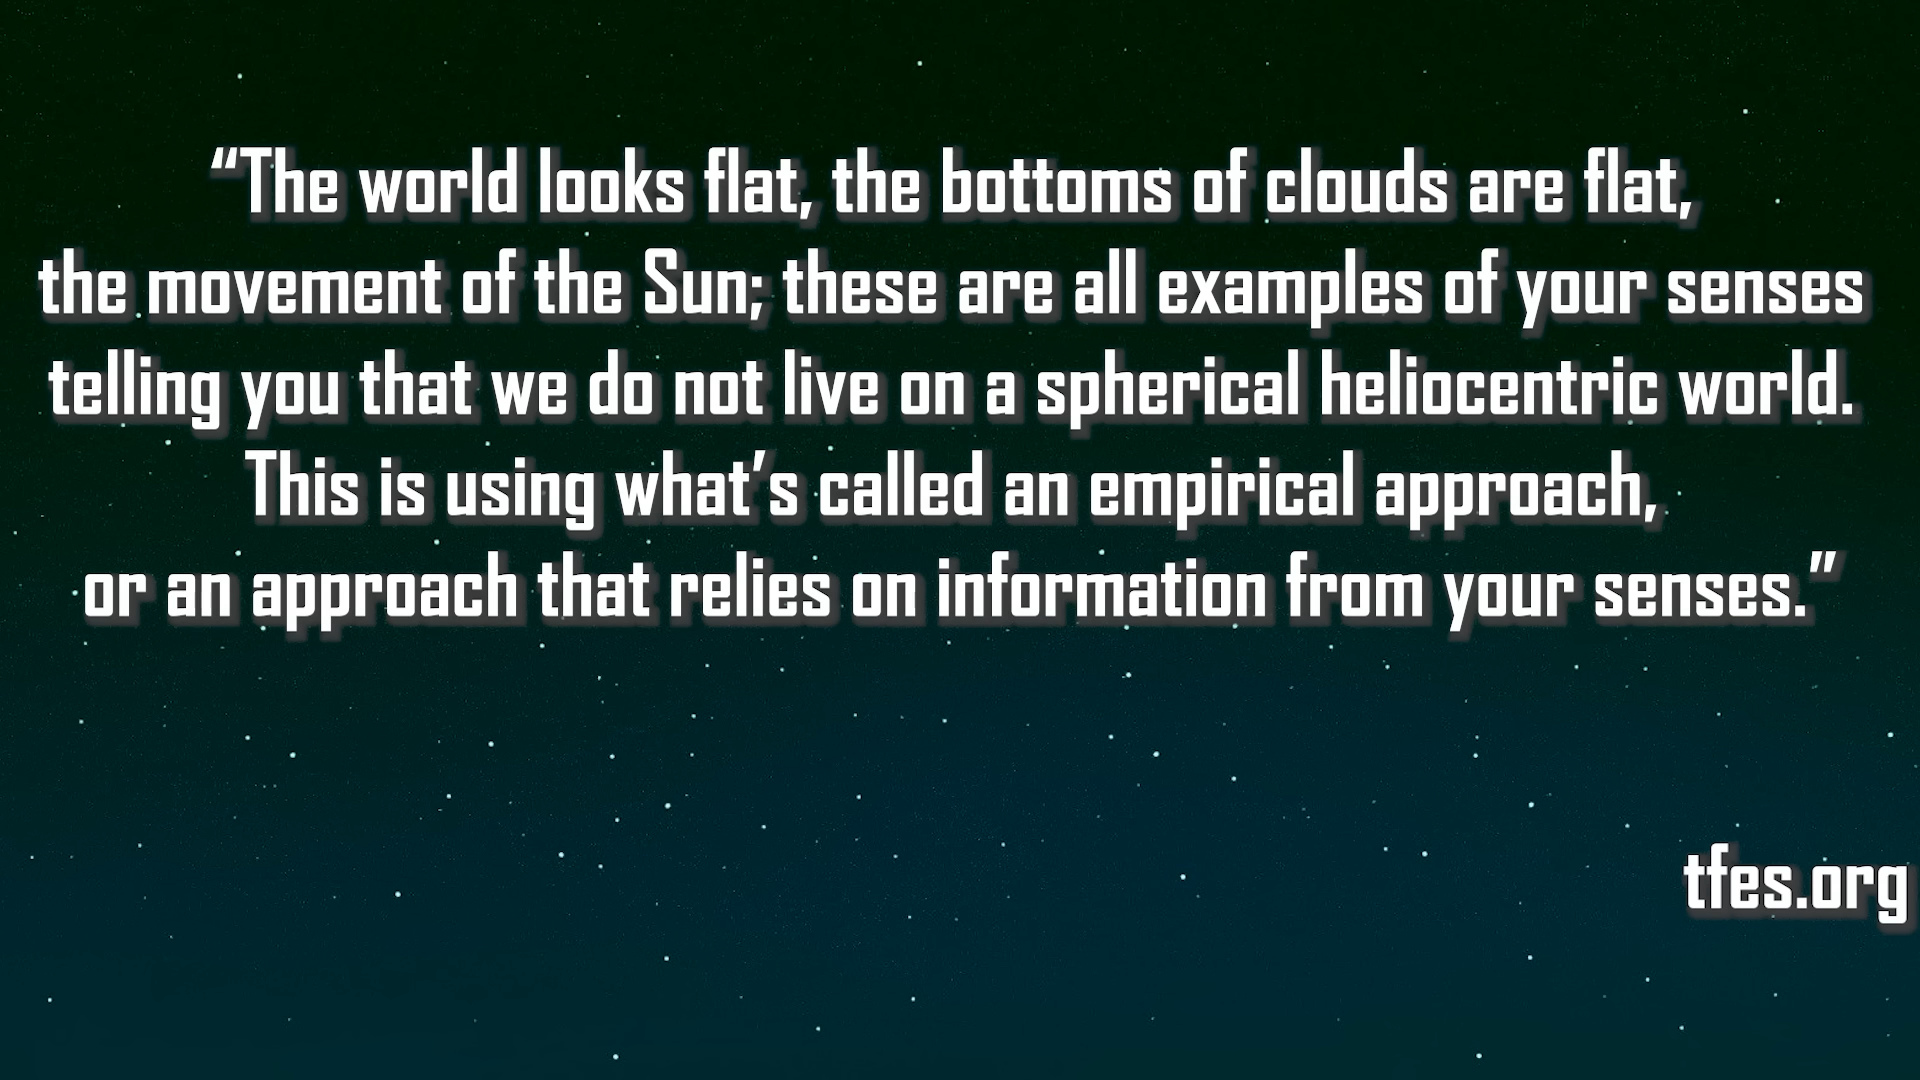 “The world looks flat, the bottoms of clouds are flat,
the movement of the Sun; these are all examples of your senses
telling you that we do not live on a spherical heliocentric world.
This is using what’s called an empirical approach,
or an approach that relies on information from your senses.”
tfes.org